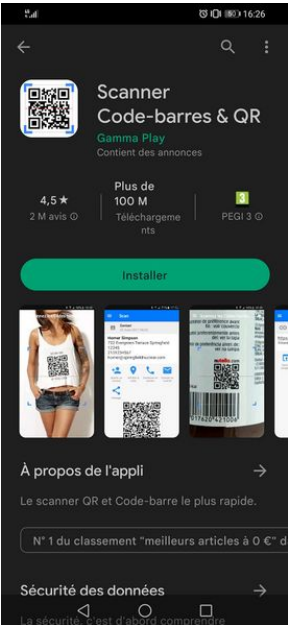 16:26
Scanner
Code-barres & QR
Gamma Play
Contient des annonces
4,5★
2 M avis
Plus de
100 M
Téléchargeme
nts
3
PEGI 3
Installer
Scan
Homer Simpson
À propos de l'appli
Le scanner QR et Code-barre le plus rapide.
N° 1 du classement "meilleurs articles à 0 €" d
Sécurité des données
La sécurité, c'est d'abord comprendre